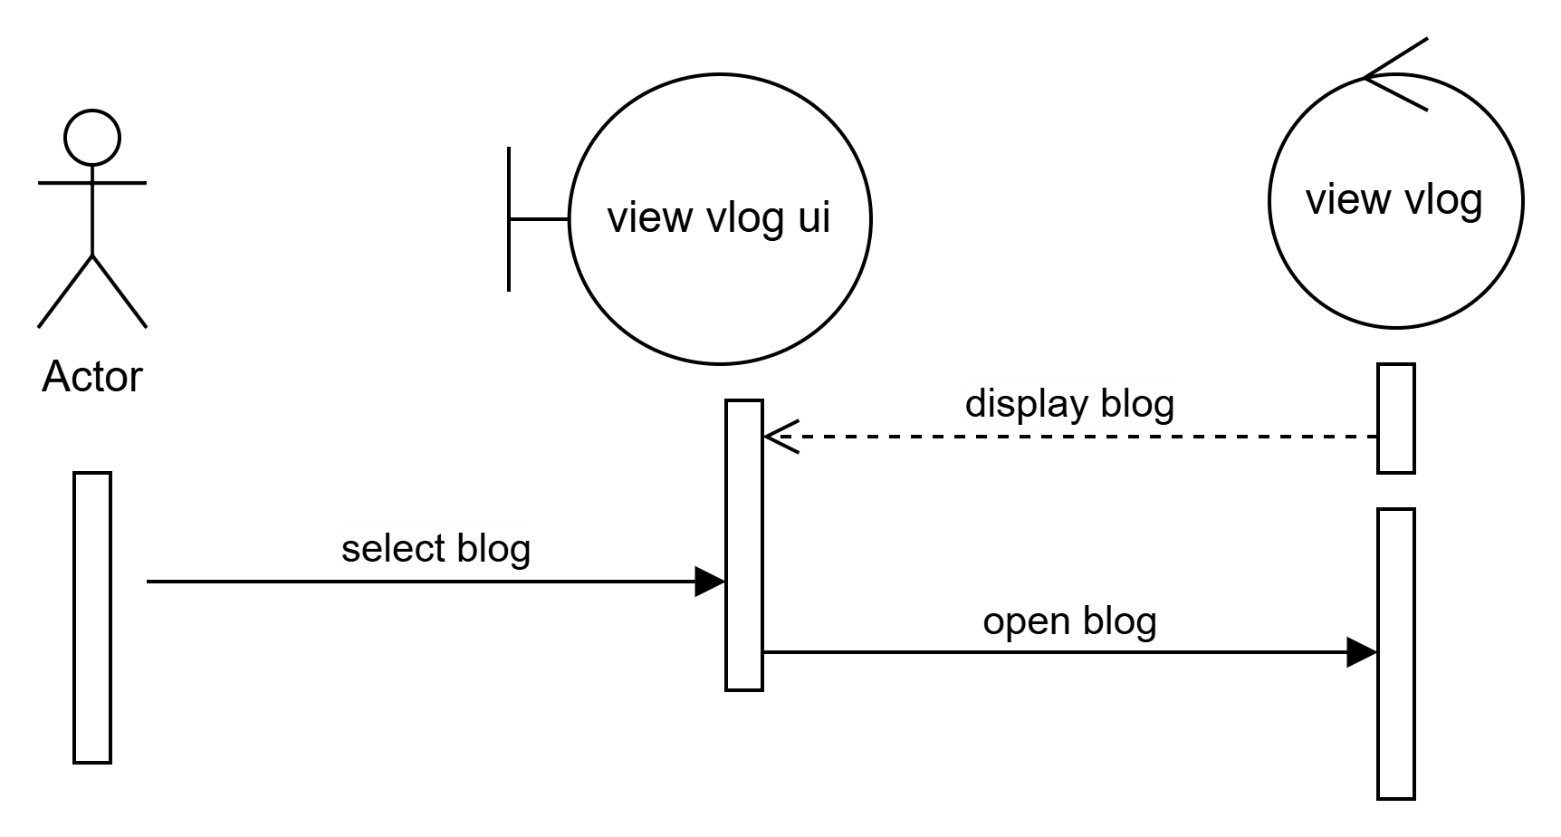 view vlog ui
view vlog
Actor
display blog
select blog
open blog